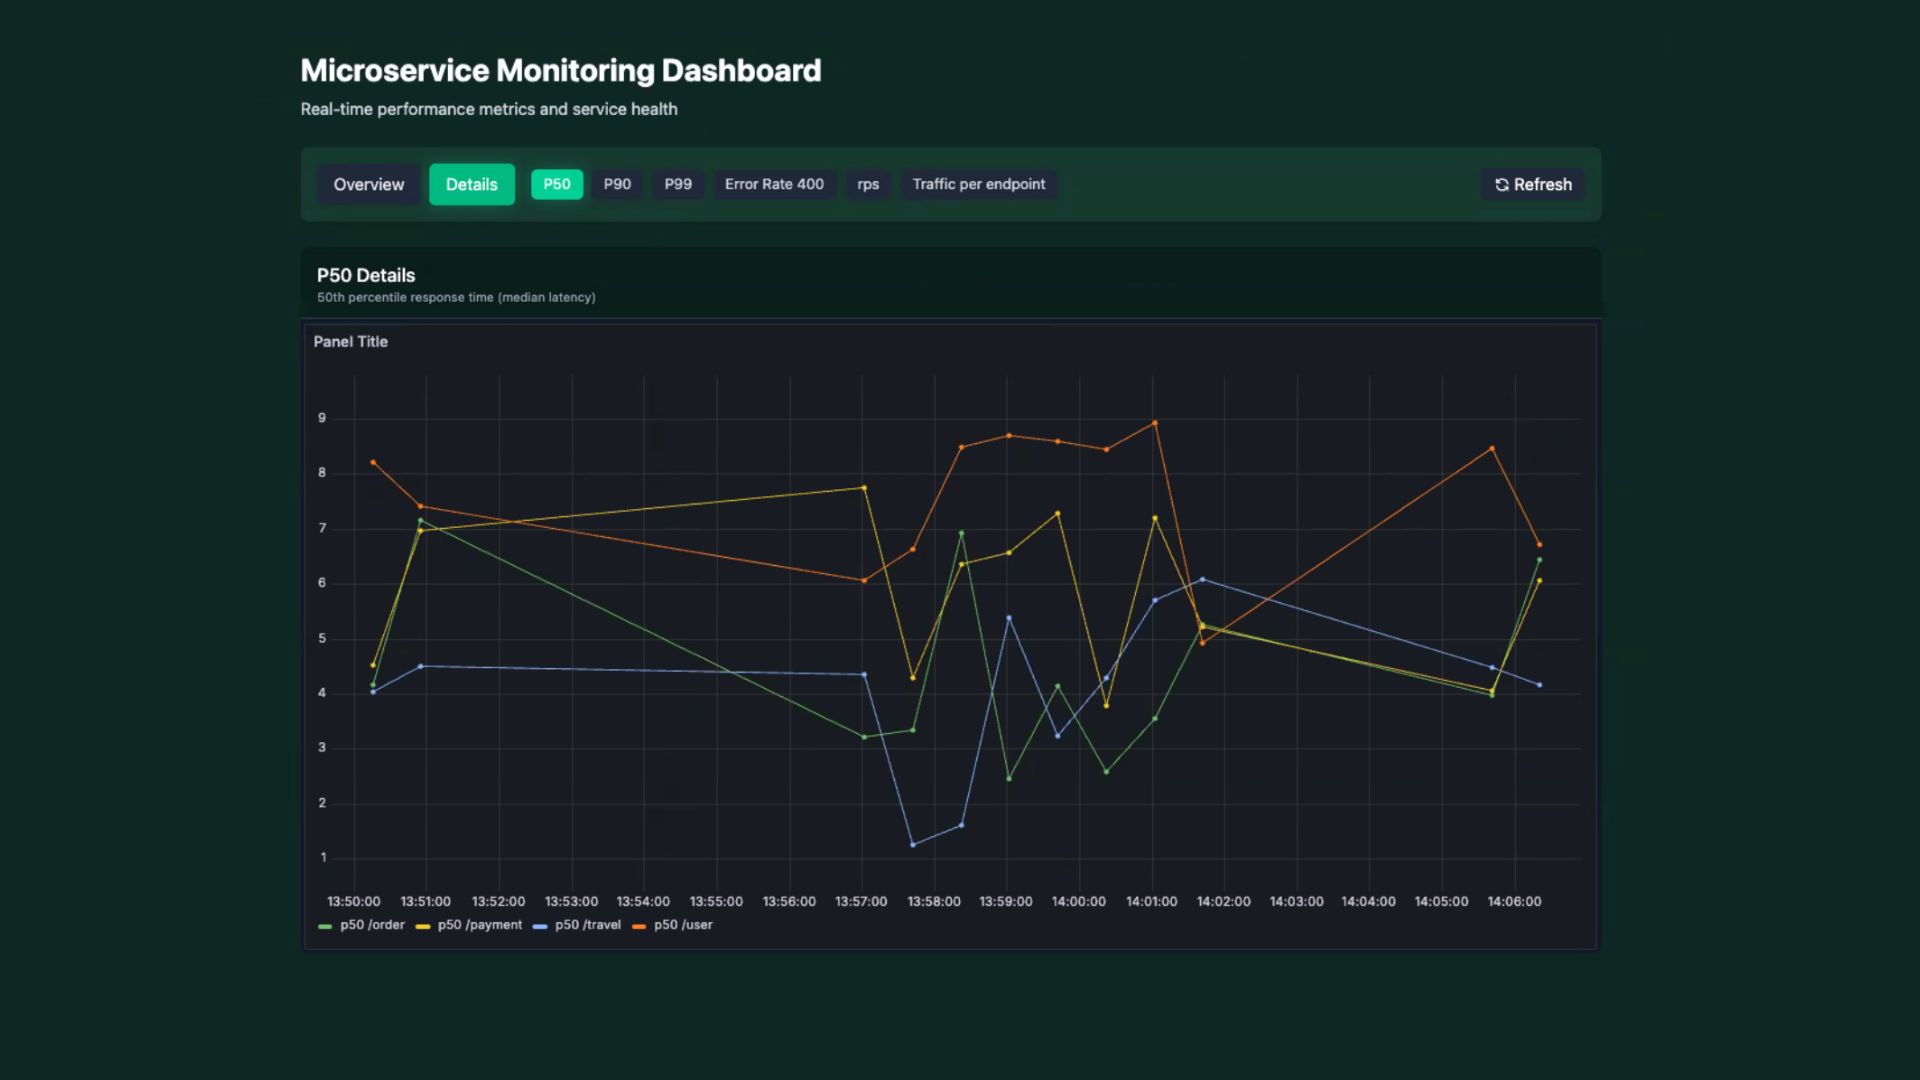 Microservice Monitoring Dashboard
Real-time performance metrics and service health
Overview Details P50 P90 P99 Error Rate 400 rps Traffic per endpoint Refresh
P50 Details
50th percentile response time (median latency)
Panel Title
9
8
7
6
5
4
3
2
1
13:50:00 13:51:00 13:52:00 13:53:00 13:54:00 13:55:00 13:56:00 13:57:00 13:58:00 13:59:00 14:00:00 14:01:00 14:02:00 14:03:00 14:04:00 14:05:00 14:06:00
p50 /order p50 /payment p50 /travel p50 /user